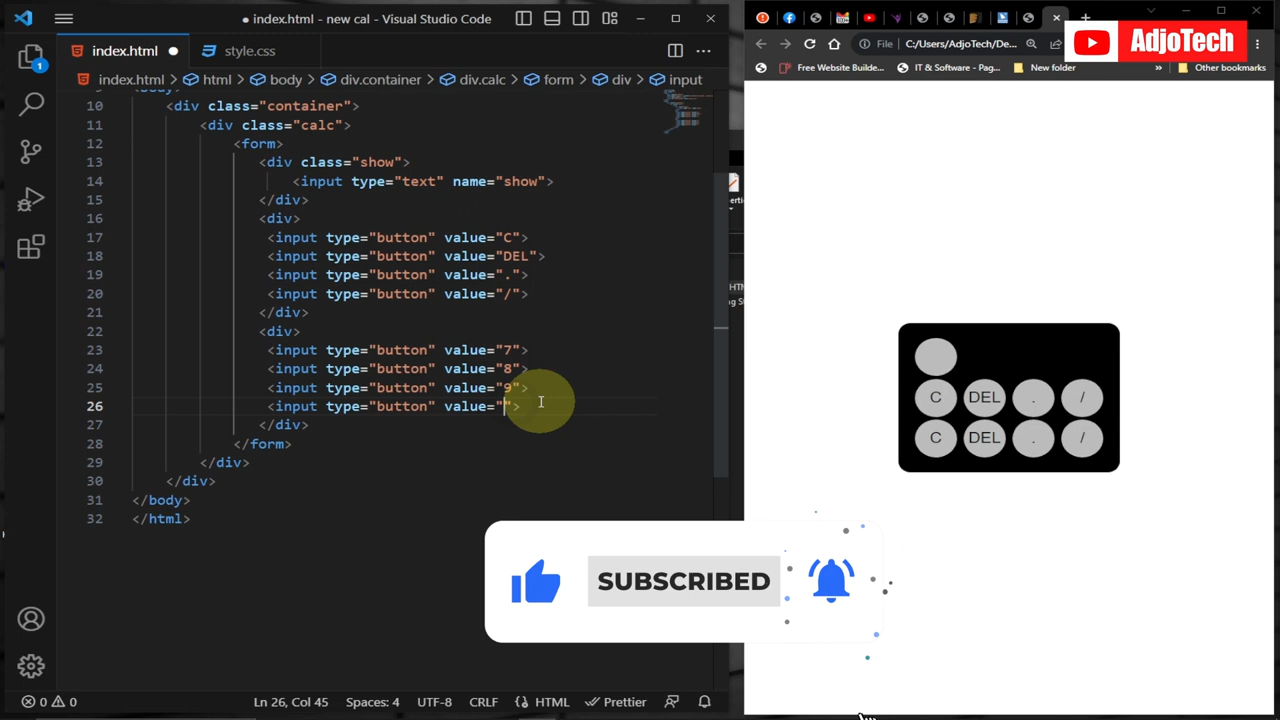 ● index.html - new cal - Visual Studio Code
index.html ●
style.css
index.html > html > body > div.container > div.calc > form > div > input
10 <div class="container">
11 <div class="calc">
12 <form>
13 <div class="show">
14 <input type="text" name="show">
15 </div>
16 <div>
17 <input type="button" value="C">
18 <input type="button" value="DEL">
19 <input type="button" value=".">
20 <input type="button" value="/">
21 </div>
22 <div>
23 <input type="button" value="7">
24 <input type="button" value="8">
25 <input type="button" value="9">
26 <input type="button" value="">
27 </div>
28 </form>
29 </div>
30 </div>
31 </body>
32 </html>
1
0 0
Ln 26, Col 45
Spaces: 4
UTF-8
CRLF
HTML
Prettier
AdjoTech
File
C:/Users/AdjoTech/De...
Free Website Builde...
IT & Software - Pag...
New folder
»
Other bookmarks
C DEL . /
C DEL . /
SUBSCRIBED